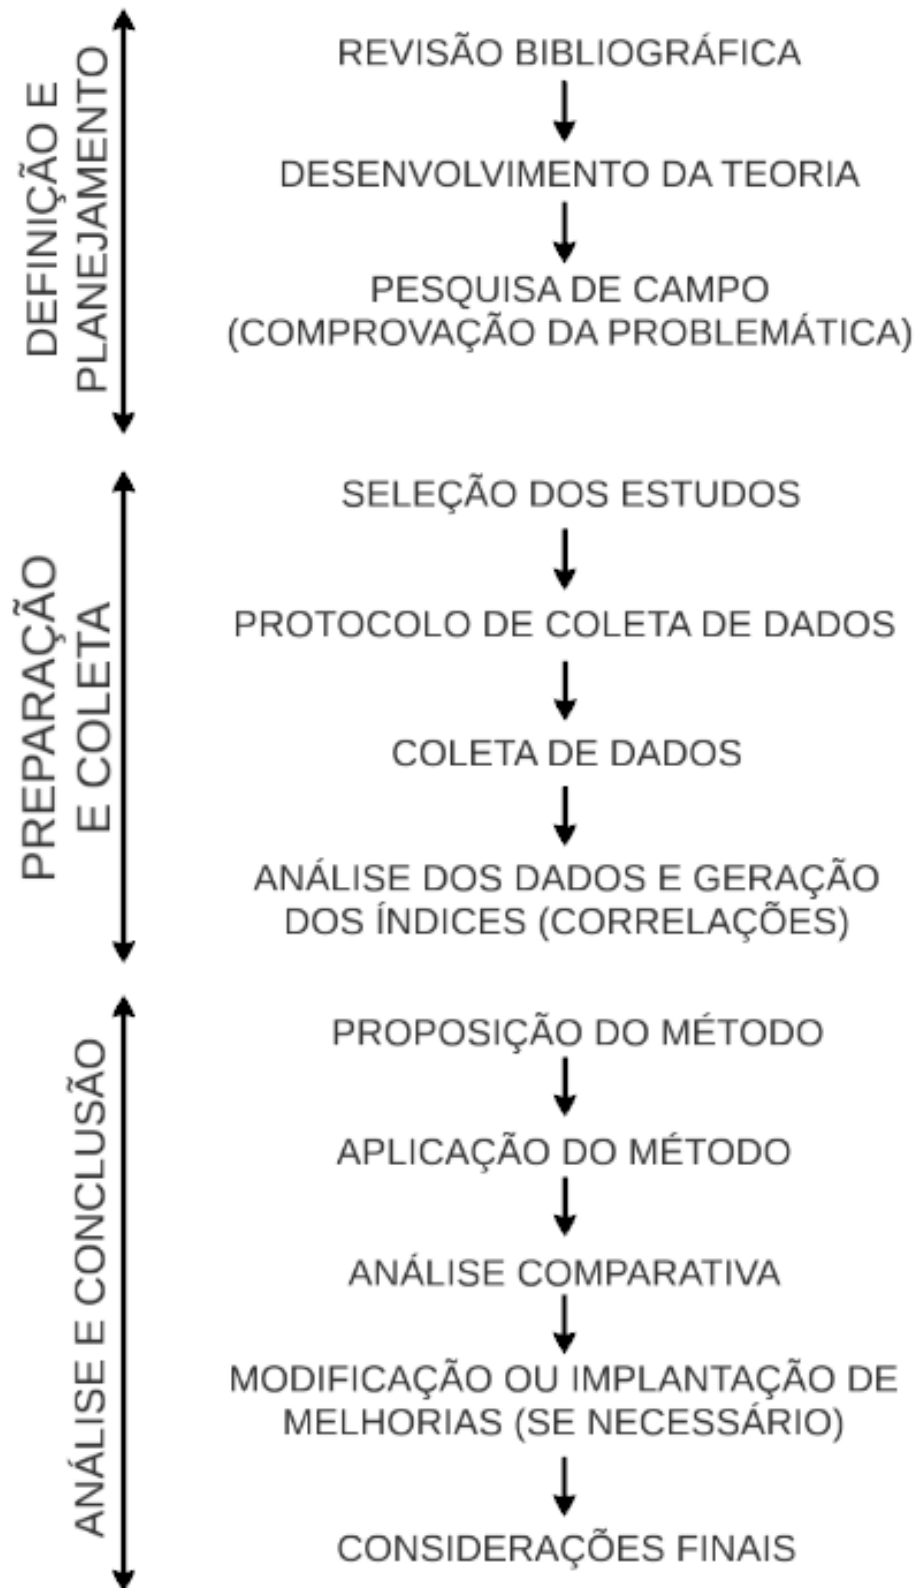 DEFINIÇÃO E
PLANEJAMENTO
REVISÃO BIBLIOGRÁFICA
DESENVOLVIMENTO DA TEORIA
PESQUISA DE CAMPO
(COMPROVAÇÃO DA PROBLEMÁTICA)
PREPARAÇÃO
E COLETA
SELEÇÃO DOS ESTUDOS
PROTOCOLO DE COLETA DE DADOS
COLETA DE DADOS
ANÁLISE DOS DADOS E GERAÇÃO
DOS ÍNDICES (CORRELAÇÕES)
ANÁLISE E CONCLUSÃO
PROPOSIÇÃO DO MÉTODO
APLICAÇÃO DO MÉTODO
ANÁLISE COMPARATIVA
MODIFICAÇÃO OU IMPLANTAÇÃO DE
MELHORIAS (SE NECESSÁRIO)
CONSIDERAÇÕES FINAIS